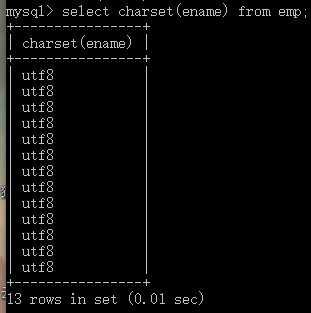 mysql> select charset(ename) from emp;
+----------------+
| charset(ename) |
+----------------+
| utf8           |
| utf8           |
| utf8           |
| utf8           |
| utf8           |
| utf8           |
| utf8           |
| utf8           |
| utf8           |
| utf8           |
| utf8           |
| utf8           |
| utf8           |
+----------------+
13 rows in set (0.01 sec)